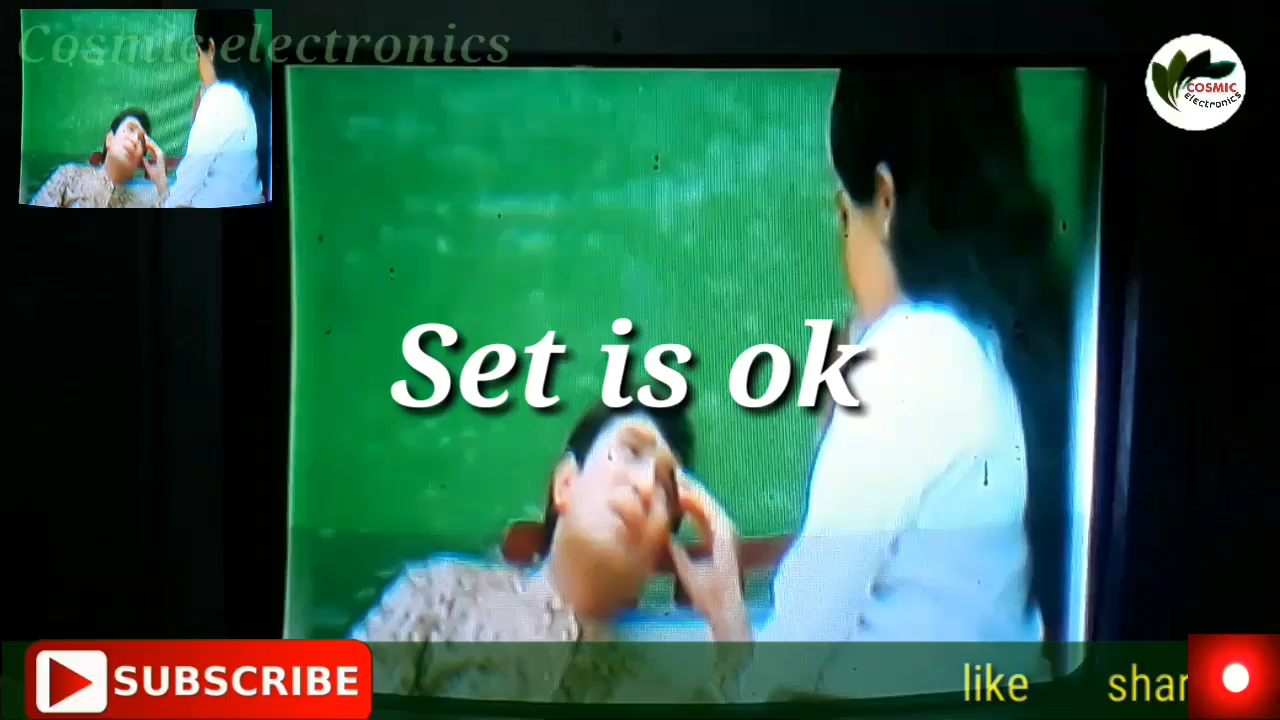 Cosmic electronics
COSMIC
electronics
Set is ok
SUBSCRIBE
like shar